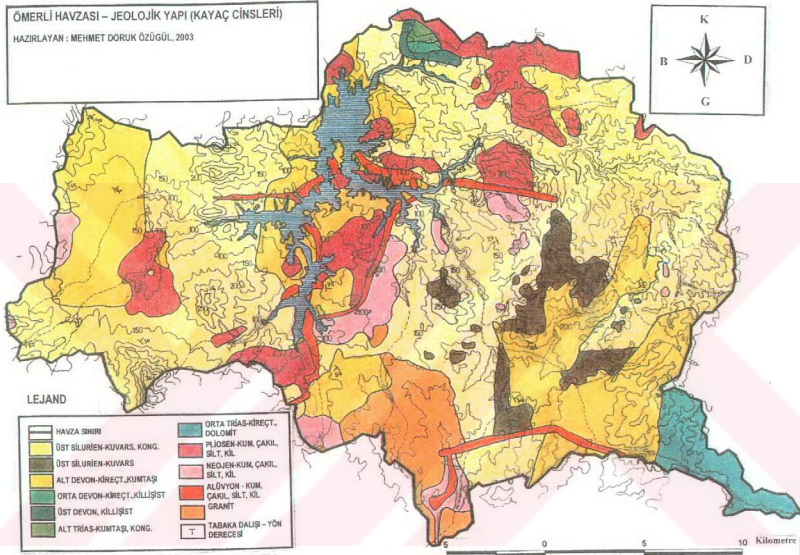 ÖMERLİ HAVZASI – JEOLOJİK YAPI (KAYAÇ CİNSLERİ)
HAZIRLAYAN : MEHMET DORUK ÖZÜGÜL, 2003
K
B D
G
LEJAND
HAVZA SINIRI
ÜST SİLURİEN-KUVARS, KONG.
ÜST SİLURİEN-KUVARS
ALT DEVON-KİREÇT.,KUMTAŞI
ORTA DEVON-KİREÇT.,KİLLİŞİST
ÜST DEVON, KİLLİŞİST
ALT TRİAS-KUMTAŞI, KONG.
ORTA TRİAS-KİREÇT., DOLOMİT
PLİOSEN-KUM, ÇAKIL, SİLT, KİL
NEOJEN-KUM, ÇAKIL, SİLT, KİL
ALÜVYON - KUM, ÇAKIL, SİLT, KİL
GRANİT
TABAKA DALIŞI – YÖN DERECESİ
5 0 5 10 Kilometre